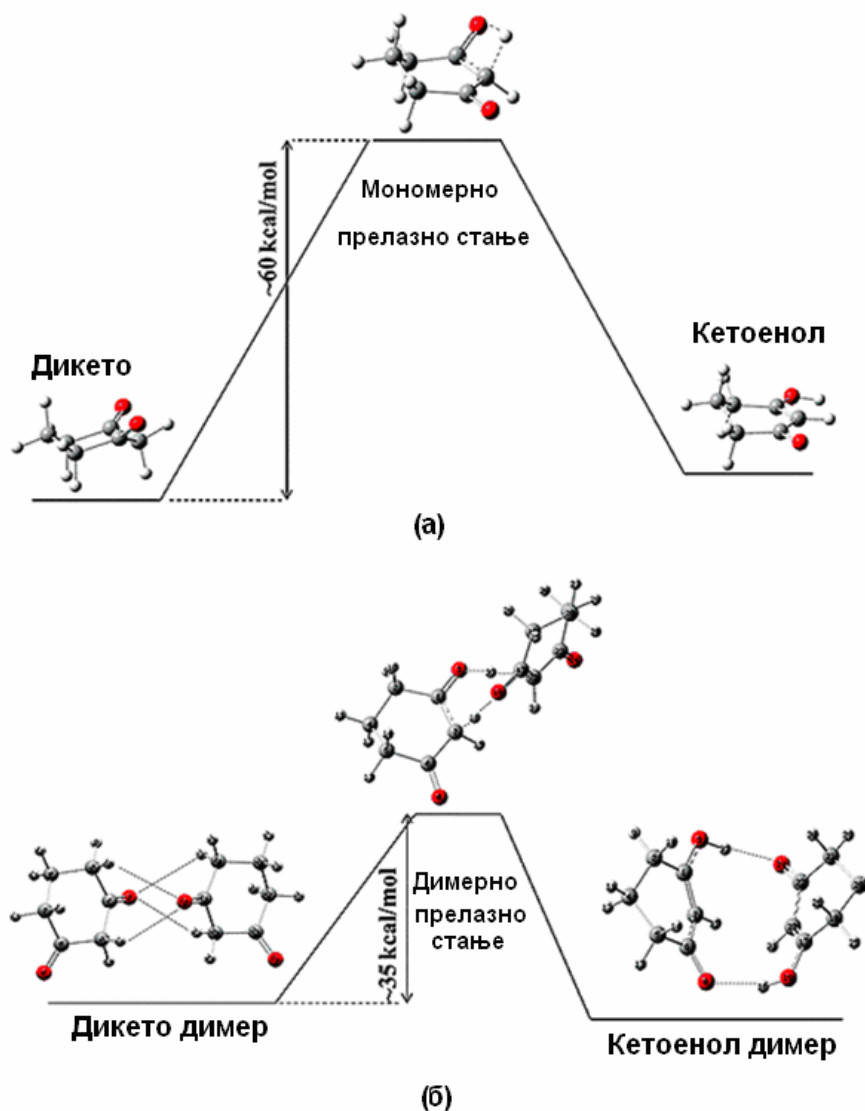 ~60 kcal/mol
Мономерно
прелазно стање
Дикето
Кетоенол
(а)
~35 kcal/mol
Димерно
прелазно
стање
Дикето димер
Кетоенол димер
(б)